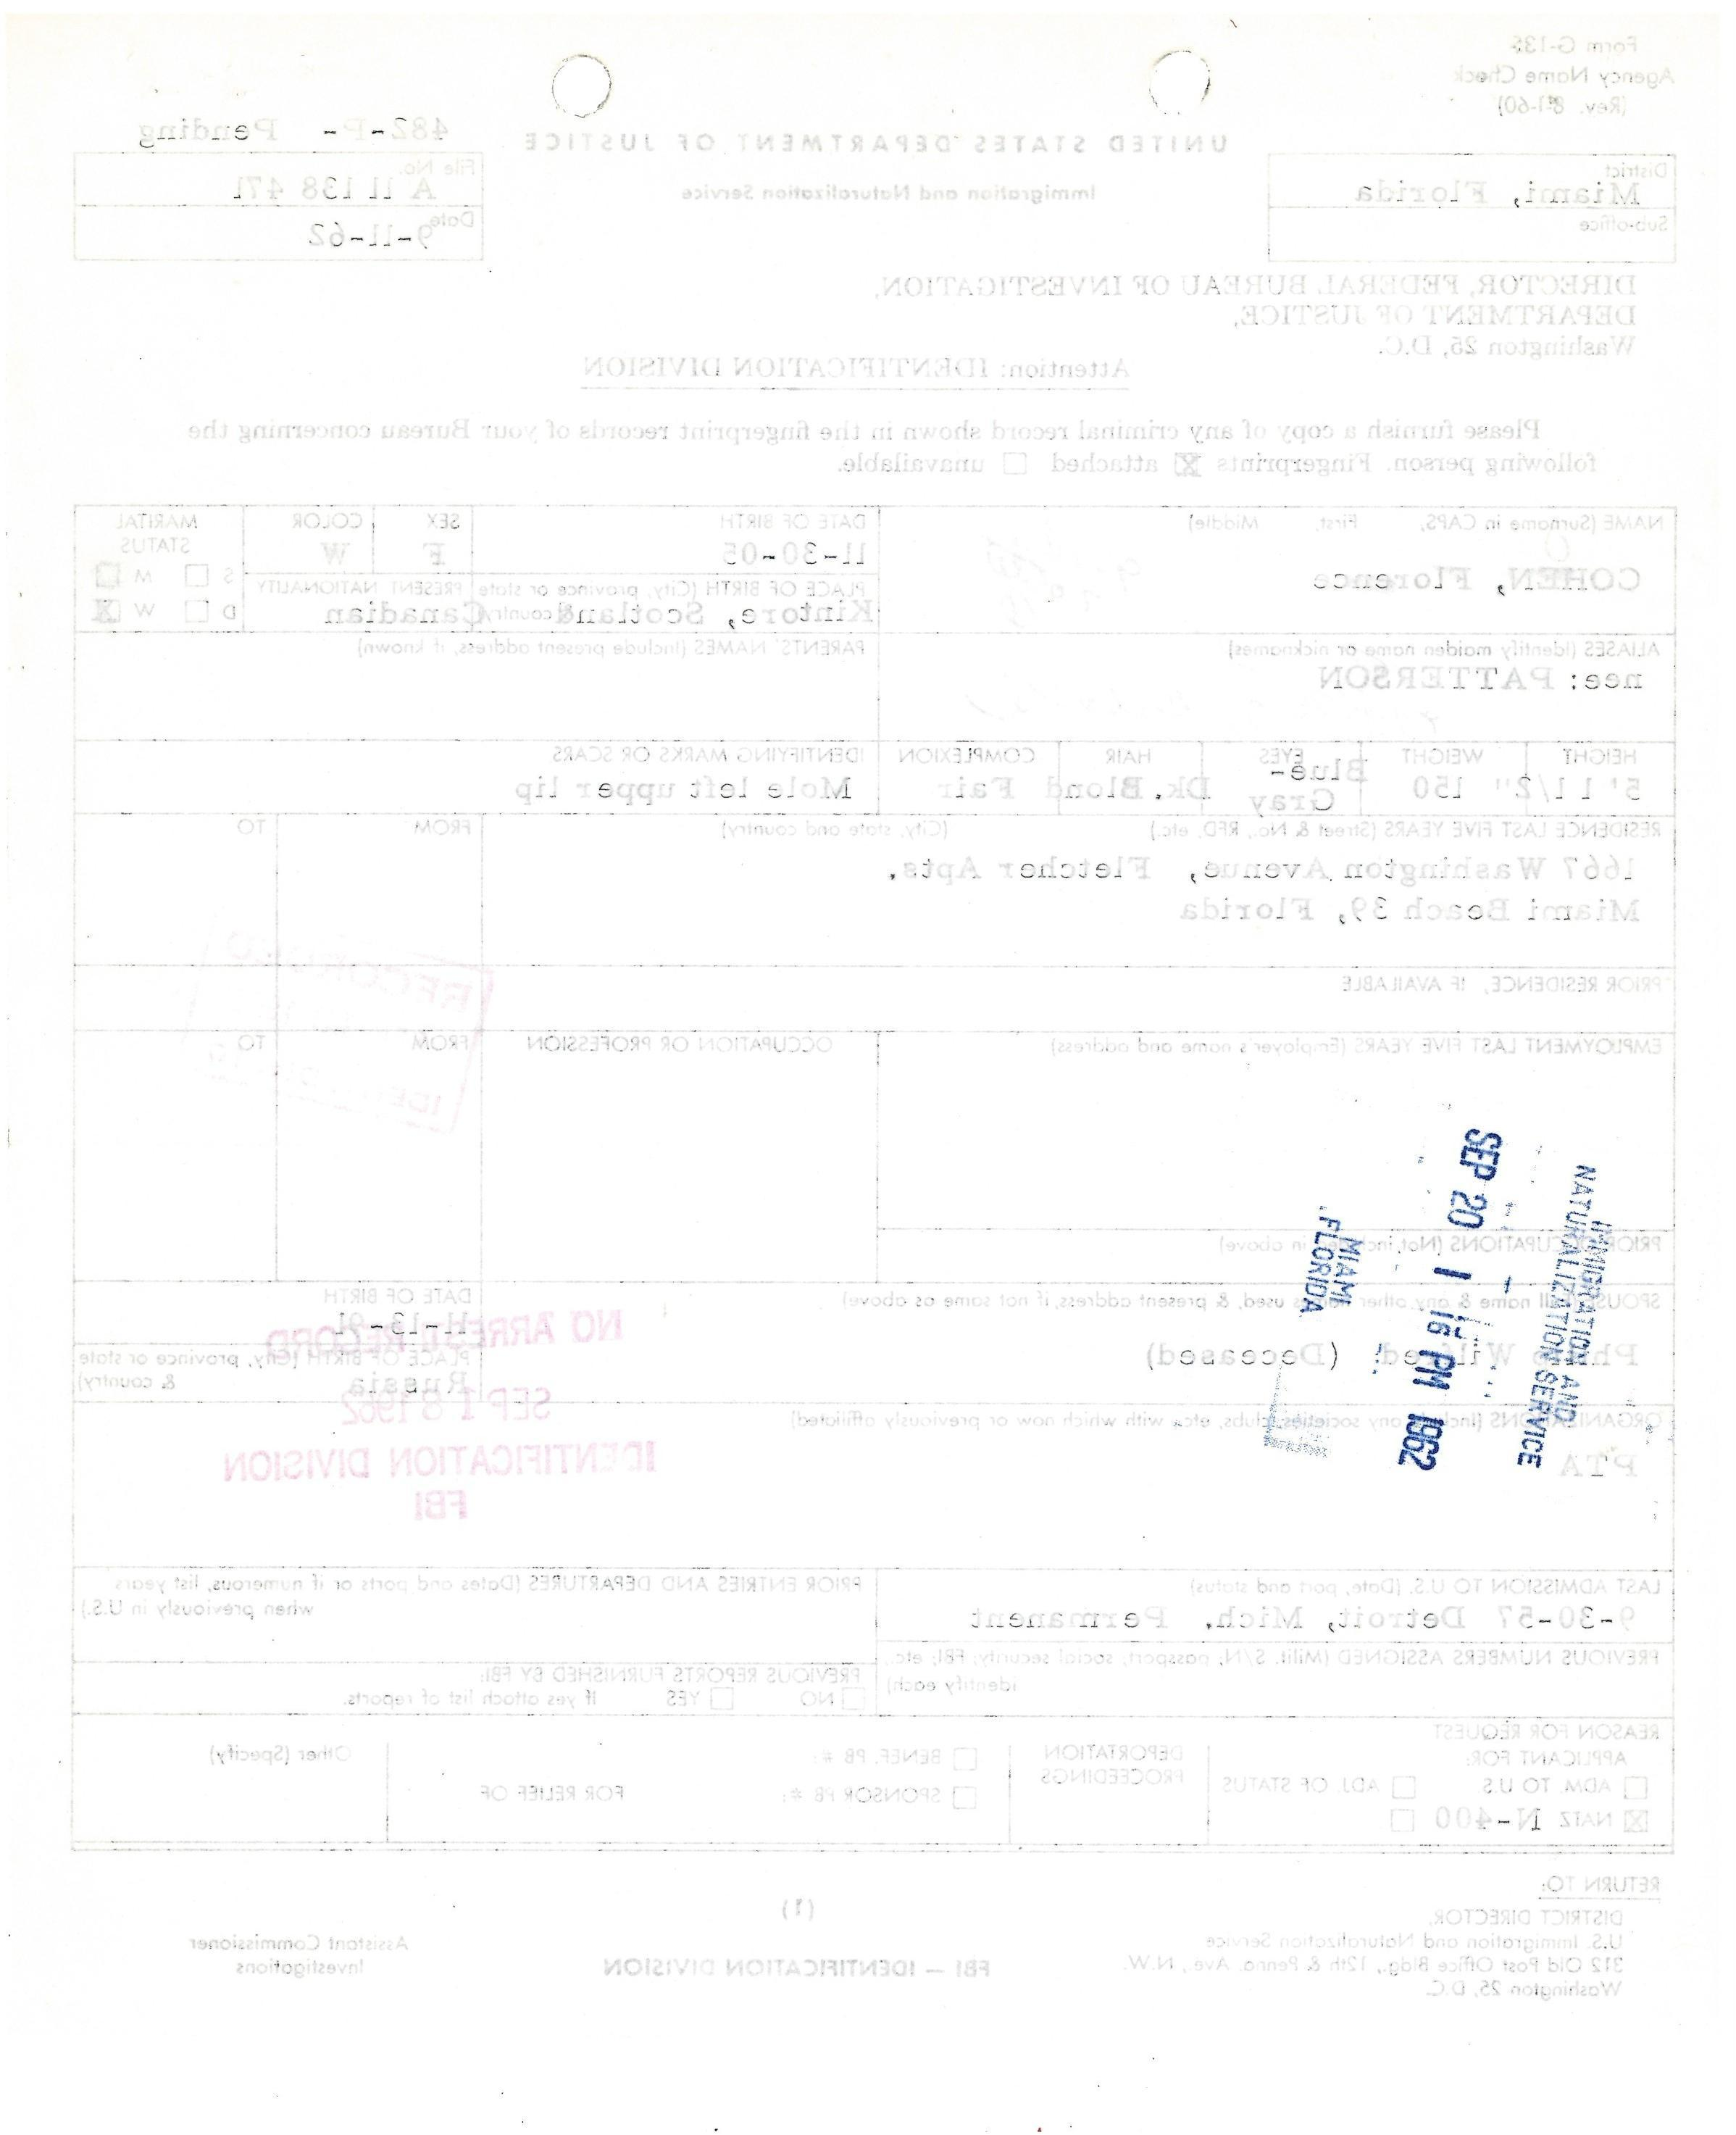 Form G-135
Agency Name Check
(Rev. 8-1-60)
482-P- Pending
UNITED STATES DEPARTMENT OF JUSTICE
Immigration and Naturalization Service
District
Miami, Florida
Sub-office
File No.
A 11 138 471
Date
9-11-62
DIRECTOR, FEDERAL BUREAU OF INVESTIGATION,
DEPARTMENT OF JUSTICE,
Washington 25, D.C.
Attention: IDENTIFICATION DIVISION
Please furnish a copy of any criminal record shown in the fingerprint records of your Bureau concerning the
following person. Fingerprints X attached unavailable.
NAME (Surname in CAPS, First, Middle)
COHEN, Florence
DATE OF BIRTH
11-30-05
SEX
F
COLOR
W
MARITAL
STATUS
S M
D W X
PLACE OF BIRTH (City, province or state & country)
Kintore, Scotland
PRESENT NATIONALITY
Canadian
ALIASES (Identify maiden name or nicknames)
nee: PATTERSON
PARENTS' NAMES (Include present address, if known)
HEIGHT
5' 1 1/2"
WEIGHT
150
EYES
Blue-
Gray
HAIR
Dk. Blond
COMPLEXION
Fair
IDENTIFYING MARKS OR SCARS
Mole left upper lip
RESIDENCE LAST FIVE YEARS (Street & No., RFD, etc.) (City, state and country) FROM TO
1667 Washington Avenue, Fletcher Apts.
Miami Beach 39, Florida
PRIOR RESIDENCE, IF AVAILABLE
EMPLOYMENT LAST FIVE YEARS (Employer's name and address) OCCUPATION OR PROFESSION FROM TO
SEP 20 1 16 PM 1962
IMMIGRATION AND
NATURALIZATION SERVICE
MIAMI
FLORIDA
PRIOR OCCUPATIONS (Not included in above)
SPOUSE (Full name & any other names used, & present address, if not same as above)
(Deceased)
DATE OF BIRTH
11-13-91
PLACE OF BIRTH (City, province or state
& country)
Russia
NO ARREST RECORD
SEP 18 1962
IDENTIFICATION DIVISION
FBI
ORGANIZATIONS (Include any societies, clubs, etc. with which now or previously affiliated)
PTA
LAST ADMISSION TO U.S. (Date, port and status)
9-30-57 Detroit, Mich. Permanent
PRIOR ENTRIES AND DEPARTURES (Dates and ports or if numerous, list years
when previously in U.S.)
PREVIOUS NUMBERS ASSIGNED (Milit. S/N; passport; social security; FBI; etc.,
identify each)
PREVIOUS REPORTS FURNISHED BY FBI:
NO YES If yes attach list of reports.
REASON FOR REQUEST
APPLICANT FOR:
ADM. TO U.S. ADJ. OF STATUS
X NATZ N-400
DEPORTATION
PROCEEDINGS
BENEF. PB #:
SPONSOR PB #: FOR RELIEF OF
Other (Specify)
RETURN TO:
DISTRICT DIRECTOR,
U.S. Immigration and Naturalization Service
312 Old Post Office Bldg., 12th & Penna. Ave., N.W.
Washington 25, D.C.
(1)
FBI — IDENTIFICATION DIVISION
Assistant Commissioner
Investigations